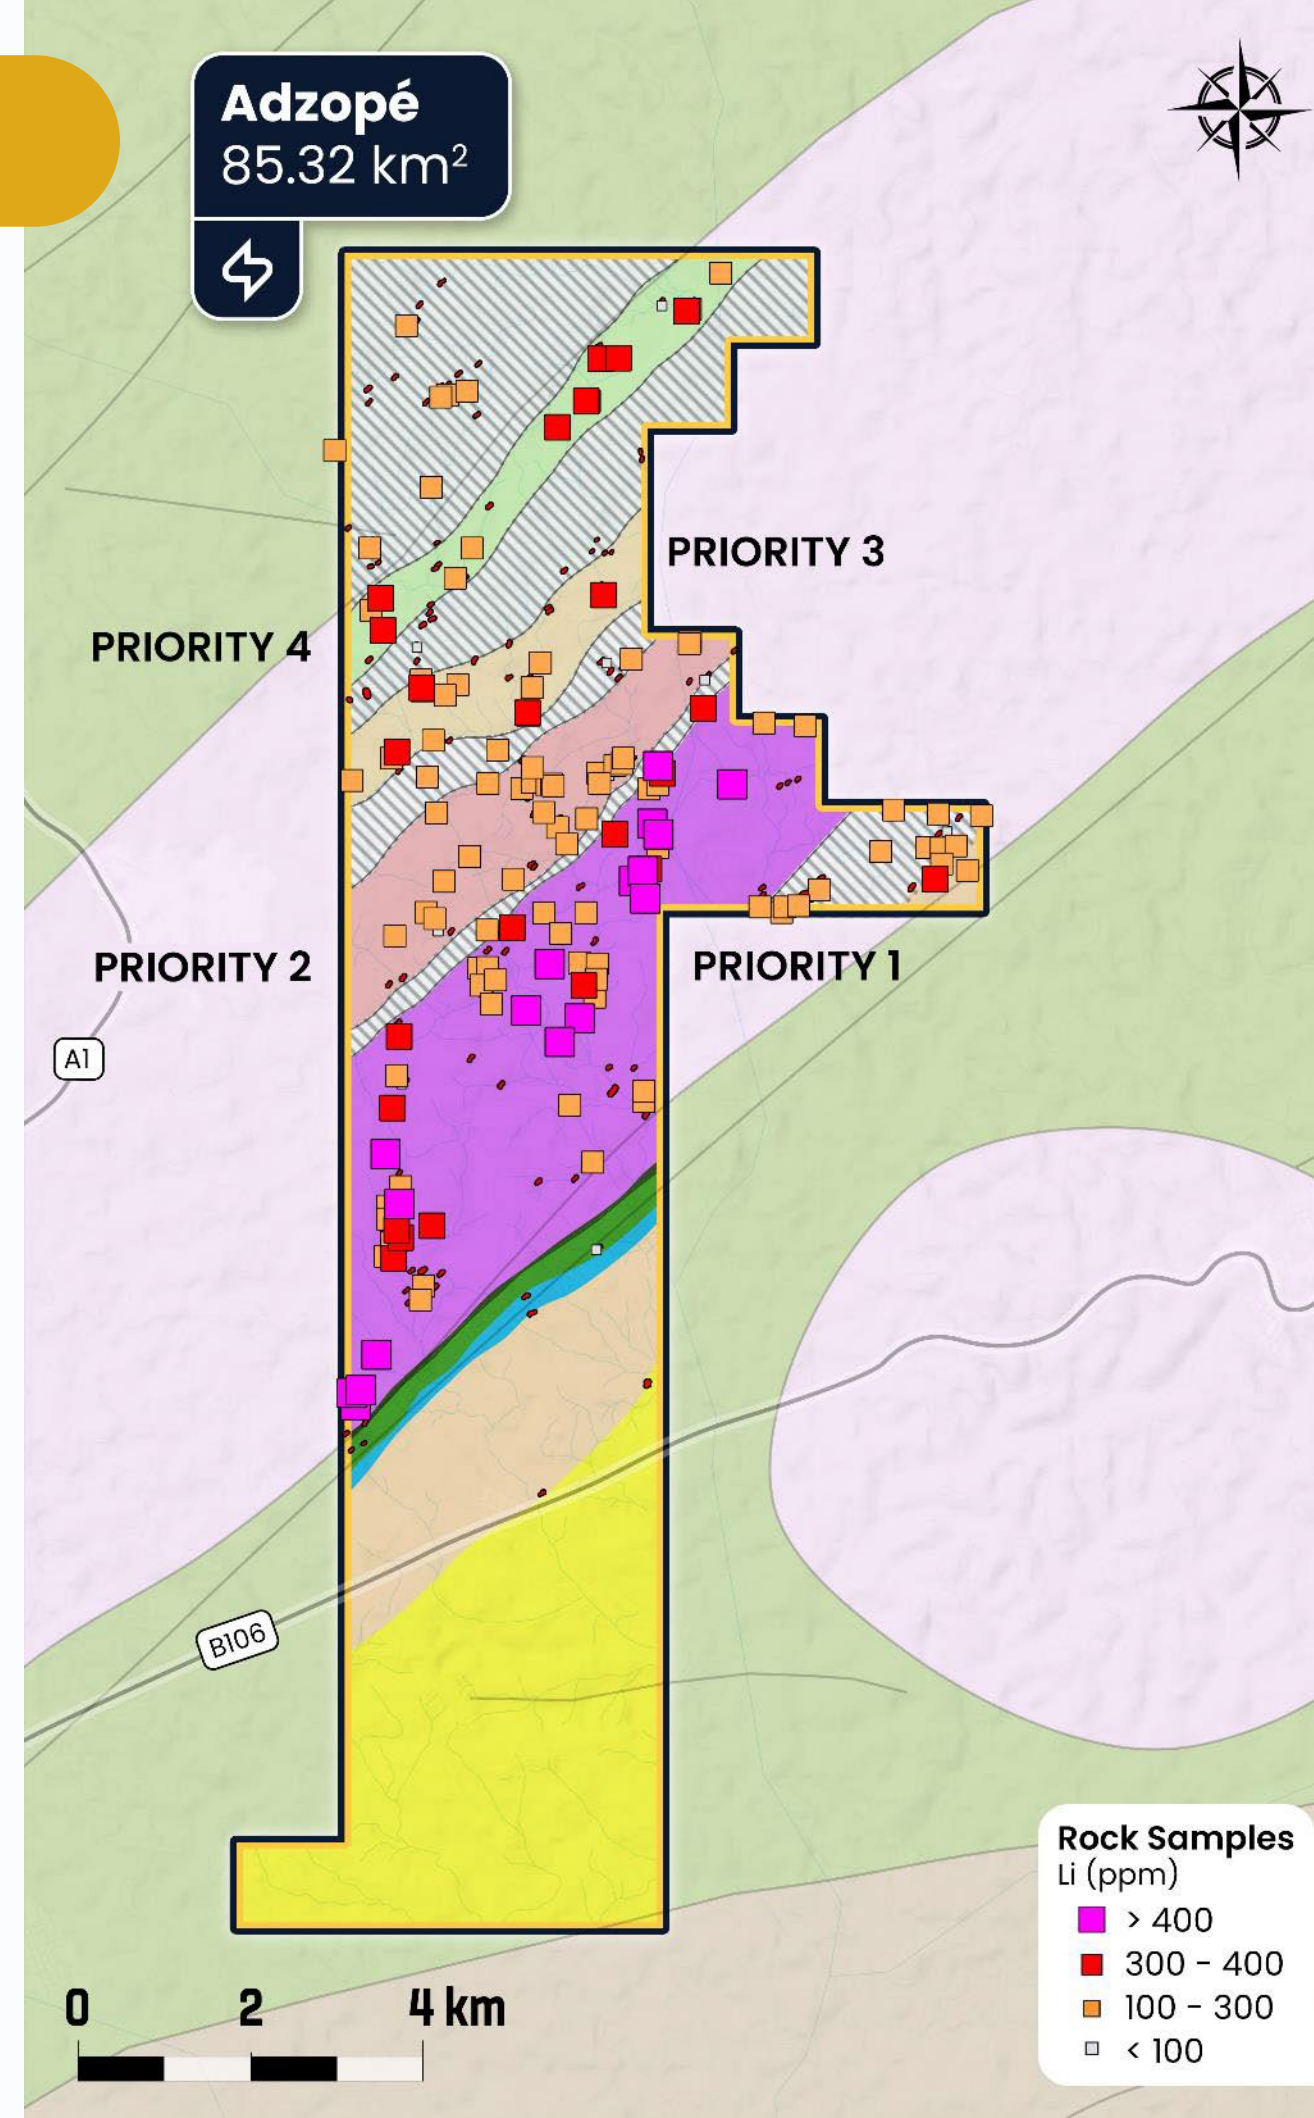 Adzopé
85.32 km²
PRIORITY 3
PRIORITY 4
PRIORITY 2
PRIORITY 1
A1
B106
Rock Samples
Li (ppm)
> 400
300 - 400
100 - 300
< 100
0 2 4 km